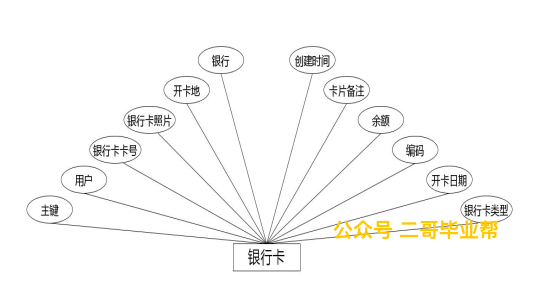 银行
创建时间
开卡地
卡片备注
银行卡照片
余额
银行卡卡号
编码
用户
开卡日期
主键
银行卡类型
公众号 二哥毕业帮
银行卡